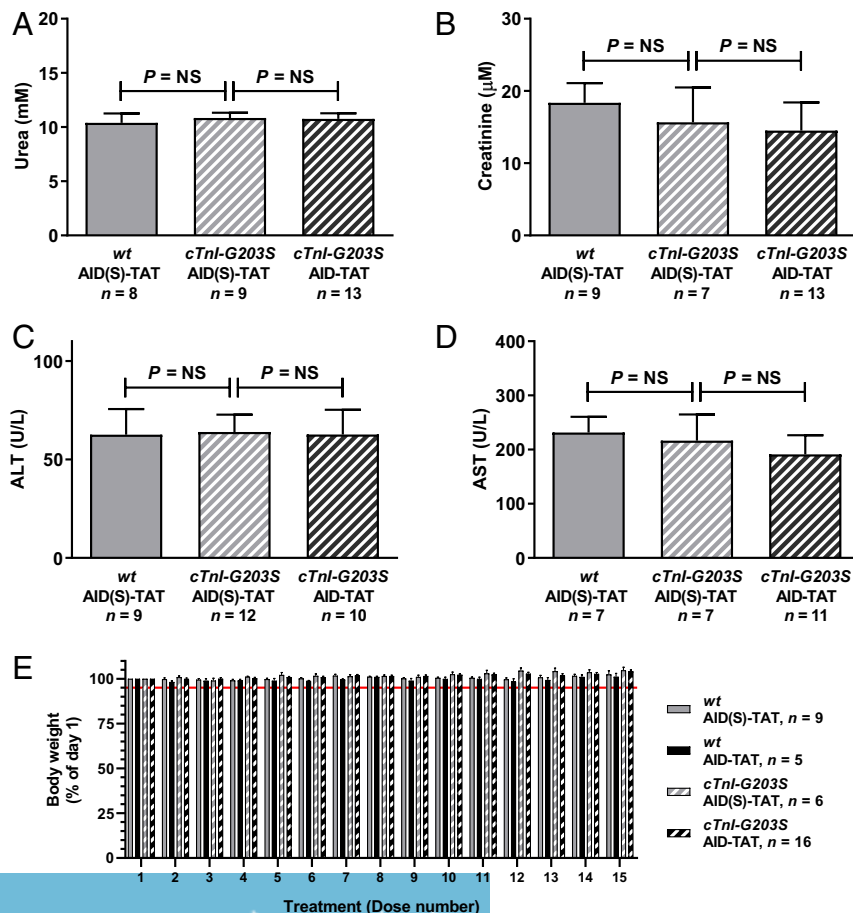 A
Urea (mM)
20
15
10
5
0
P = NS
P = NS
wt
AID(S)-TAT
n = 8
cTnI-G203S
AID(S)-TAT
n = 9
cTnI-G203S
AID-TAT
n = 13
B
Creatinine (μM)
30
20
10
0
P = NS
P = NS
wt
AID(S)-TAT
n = 9
cTnI-G203S
AID(S)-TAT
n = 7
cTnI-G203S
AID-TAT
n = 13
C
ALT (U/L)
100
50
0
P = NS
P = NS
wt
AID(S)-TAT
n = 9
cTnI-G203S
AID(S)-TAT
n = 12
cTnI-G203S
AID-TAT
n = 10
D
AST (U/L)
400
300
200
100
0
P = NS
P = NS
wt
AID(S)-TAT
n = 7
cTnI-G203S
AID(S)-TAT
n = 7
cTnI-G203S
AID-TAT
n = 11
E
Body weight
(% of day 1)
100
75
50
25
0
1 2 3 4 5 6 7 8 9 10 11 12 13 14 15
Treatment (Dose number)
wt
AID(S)-TAT, n = 9
wt
AID-TAT, n = 5
cTnI-G203S
AID(S)-TAT, n = 6
cTnI-G203S
AID-TAT, n = 16